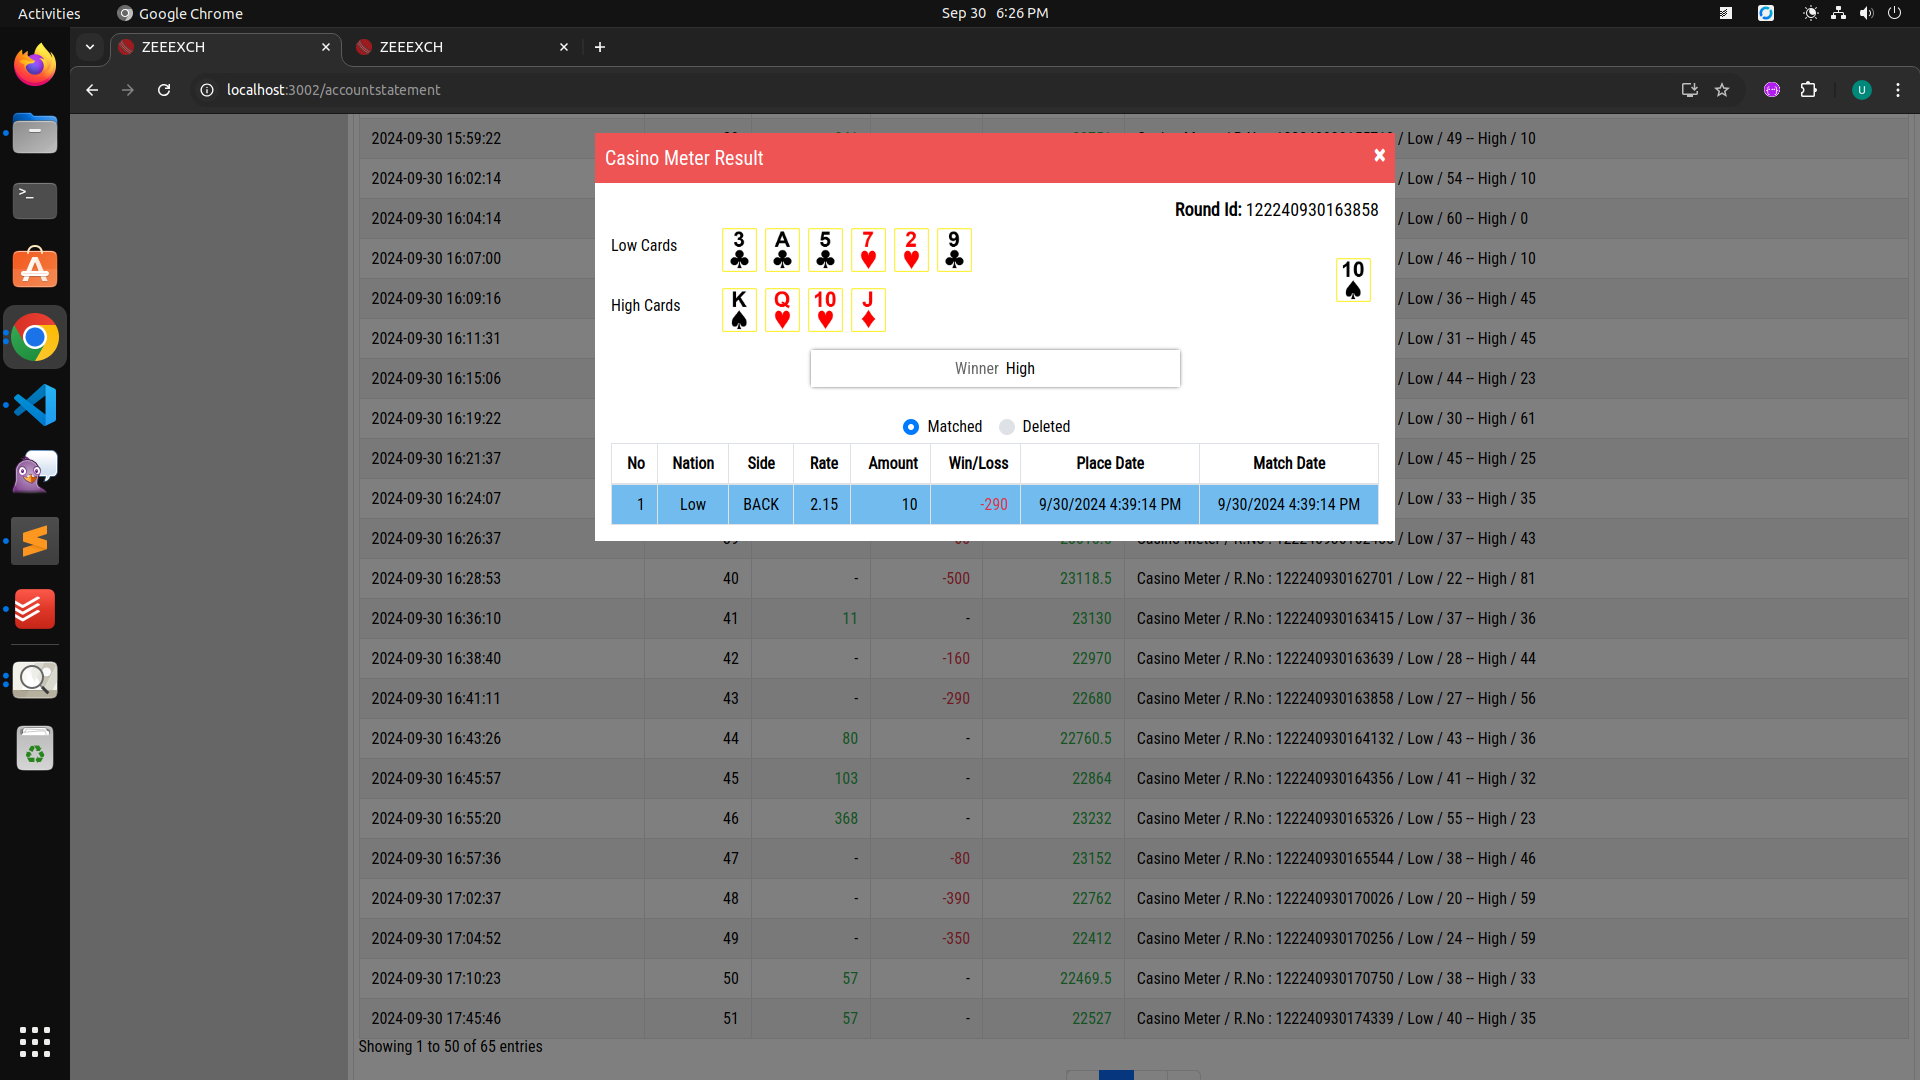 Activities Google Chrome Sep 30 6:26 PM
ZEEEXCH ZEEEXCH
localhost:3002/accountstatement U
2024-09-30 15:59:22 / Low / 49 -- High / 10
Casino Meter Result ×
2024-09-30 16:02:14 / Low / 54 -- High / 10
Round Id: 122240930163858
2024-09-30 16:04:14 / Low / 60 -- High / 0
Low Cards 3 A 5 7 2 9
2024-09-30 16:07:00 / Low / 46 -- High / 10
10
2024-09-30 16:09:16 / Low / 36 -- High / 45
High Cards K Q 10 J
2024-09-30 16:11:31 / Low / 31 -- High / 45
Winner High
2024-09-30 16:15:06 / Low / 44 -- High / 23
2024-09-30 16:19:22 / Low / 30 -- High / 61
Matched Deleted
2024-09-30 16:21:37 / Low / 45 -- High / 25
No Nation Side Rate Amount Win/Loss Place Date Match Date
2024-09-30 16:24:07 / Low / 33 -- High / 35
1 Low BACK 2.15 10 -290 9/30/2024 4:39:14 PM 9/30/2024 4:39:14 PM
2024-09-30 16:26:37 / Low / 37 -- High / 43
2024-09-30 16:28:53 40 - -500 23118.5 Casino Meter / R.No : 122240930162701 / Low / 22 -- High / 81
2024-09-30 16:36:10 41 11 - 23130 Casino Meter / R.No : 122240930163415 / Low / 37 -- High / 36
2024-09-30 16:38:40 42 - -160 22970 Casino Meter / R.No : 122240930163639 / Low / 28 -- High / 44
2024-09-30 16:41:11 43 - -290 22680 Casino Meter / R.No : 122240930163858 / Low / 27 -- High / 56
2024-09-30 16:43:26 44 80 - 22760.5 Casino Meter / R.No : 122240930164132 / Low / 43 -- High / 36
2024-09-30 16:45:57 45 103 - 22864 Casino Meter / R.No : 122240930164356 / Low / 41 -- High / 32
2024-09-30 16:55:20 46 368 - 23232 Casino Meter / R.No : 122240930165326 / Low / 55 -- High / 23
2024-09-30 16:57:36 47 - -80 23152 Casino Meter / R.No : 122240930165544 / Low / 38 -- High / 46
2024-09-30 17:02:37 48 - -390 22762 Casino Meter / R.No : 122240930170026 / Low / 20 -- High / 59
2024-09-30 17:04:52 49 - -350 22412 Casino Meter / R.No : 122240930170256 / Low / 24 -- High / 59
2024-09-30 17:10:23 50 57 - 22469.5 Casino Meter / R.No : 122240930170750 / Low / 38 -- High / 33
2024-09-30 17:45:46 51 57 - 22527 Casino Meter / R.No : 122240930174339 / Low / 40 -- High / 35
Showing 1 to 50 of 65 entries